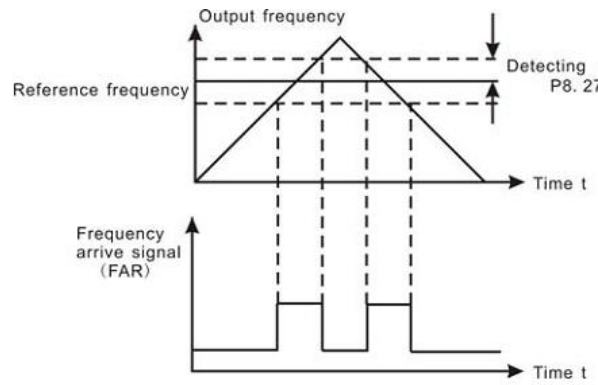 Output frequency
Detecting
P8. 27
Reference frequency
Time t
Frequency
arrive signal
(FAR)
Time t